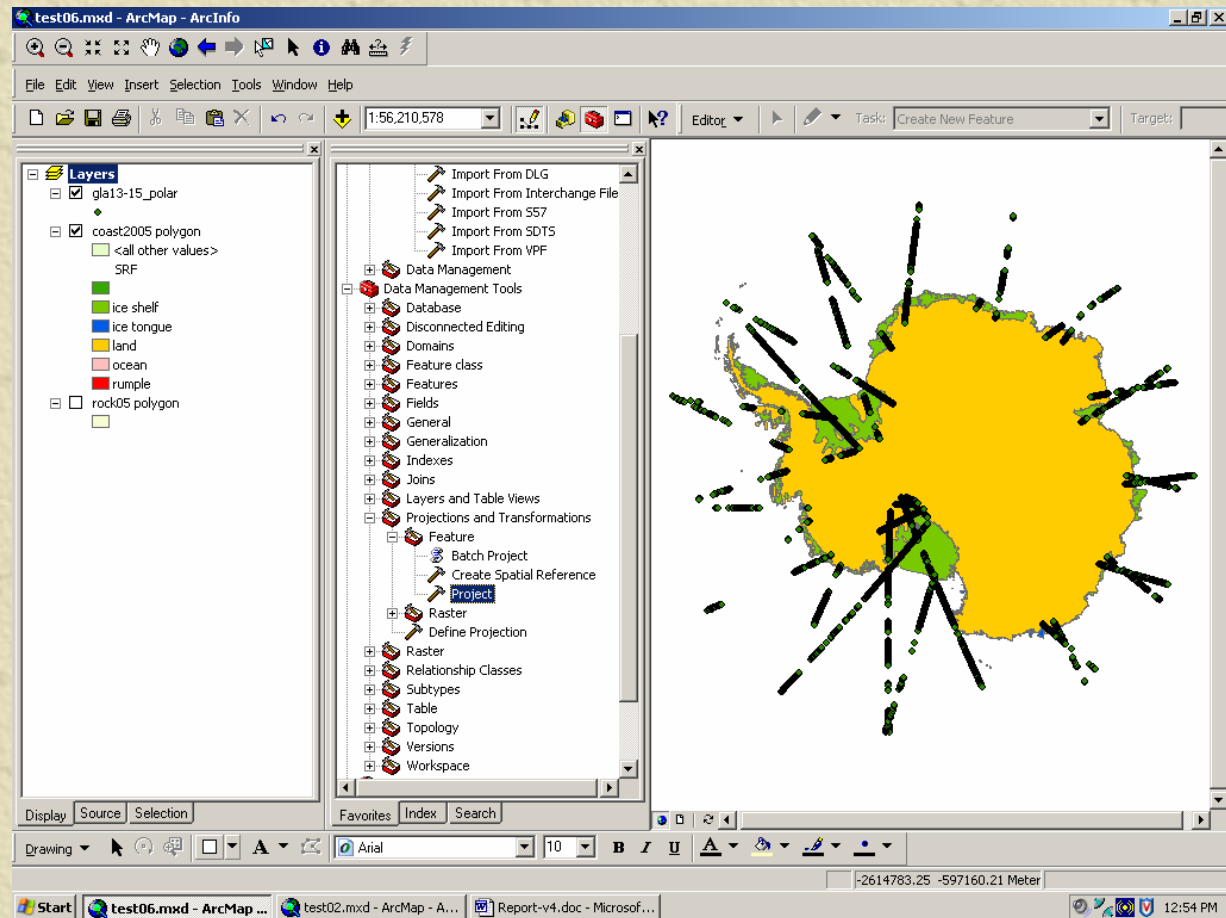 test06.mxd - ArcMap - ArcInfo
File Edit View Insert Selection Tools Window Help
1:56,210,578
Editor
Task: Create New Feature
Target:
Layers
gla13-15_polar
coast2005 polygon
<all other values>
SRF
ice shelf
ice tongue
land
ocean
rumple
rock05 polygon
Display Source Selection
Import From DLG
Import From Interchange File
Import From S57
Import From SDTS
Import From VPF
Data Management
Data Management Tools
Database
Disconnected Editing
Domains
Feature class
Features
Fields
General
Generalization
Indexes
Joins
Layers and Table Views
Projections and Transformations
Feature
Batch Project
Create Spatial Reference
Project
Raster
Define Projection
Raster
Relationship Classes
Subtypes
Table
Topology
Versions
Workspace
Favorites Index Search
Drawing
A
Arial
10
B I U A
-2614783.25 -597160.21 Meter
Start
test06.mxd - ArcMap ...
test02.mxd - ArcMap - A...
Report-v4.doc - Microsof...
12:54 PM